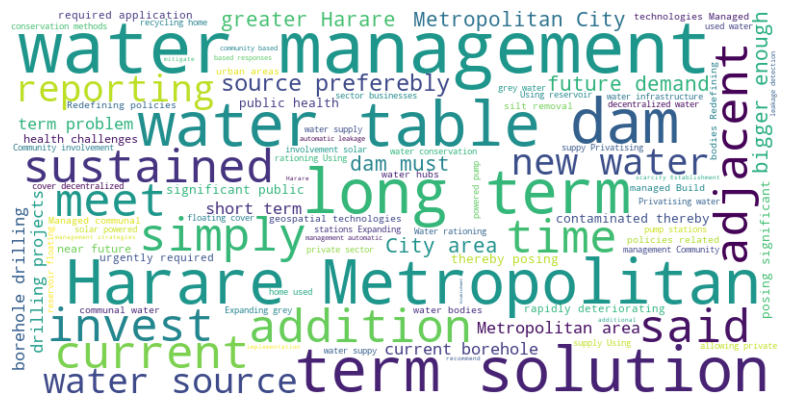 required application
conservation methods
recycling home
greater Harare
Metropolitan City
technologies Managed
used water
water management
community based
mitigate
based responses
reporting
urban areas
source preferebly
grey water
Using reservoir
water infrastructure
future demand
bigger enough
leakage detection
adjacent
bodies Redefining
Redefining policies
public health
sector businesses
silt removal
decentralized water
term problem
water table
dam
health challenges
Community involvement
water supply
automatic leakage
water conservation
suppy Privatising
sustained
involvement solar
rationing Using
dam must
new water
cover decentralized
Harare
water hubs
scarcity Establishment
managed Build
meet
significant public
long term
powered pump
Privatising water
short term
floating cover
geospatial technologies
contaminated thereby
Managed communal
solar powered
simply
stations Expanding
management automatic
Water rationing
City area
time
pump stations
policies related
management Community
management strategies
near future
private sector
thereby posing
posing significant
borehole drilling
drilling projects
reservoir floating
urgently required
Harare Metropolitan
home used
communal water
Expanding grey
water bodies
rapidly deteriorating
establishment
additional
invest
addition
Metropolitan area
said
current
implementation
water suppy
current borehole
recommend
supply Using
allowing private
water source
term solution